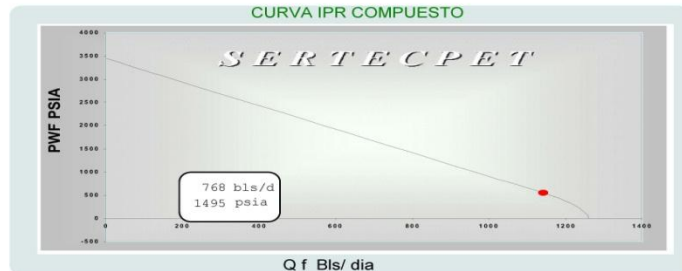 CURVA IPR COMPUESTO
SERTECPET
PWF PSIA
4000
3500
3000
2500
2000
1500
1000
500
0
-500
768 bls/d
1495 psia
0 200 400 600 800 1000 1200 1400
Q f Bls/ dia